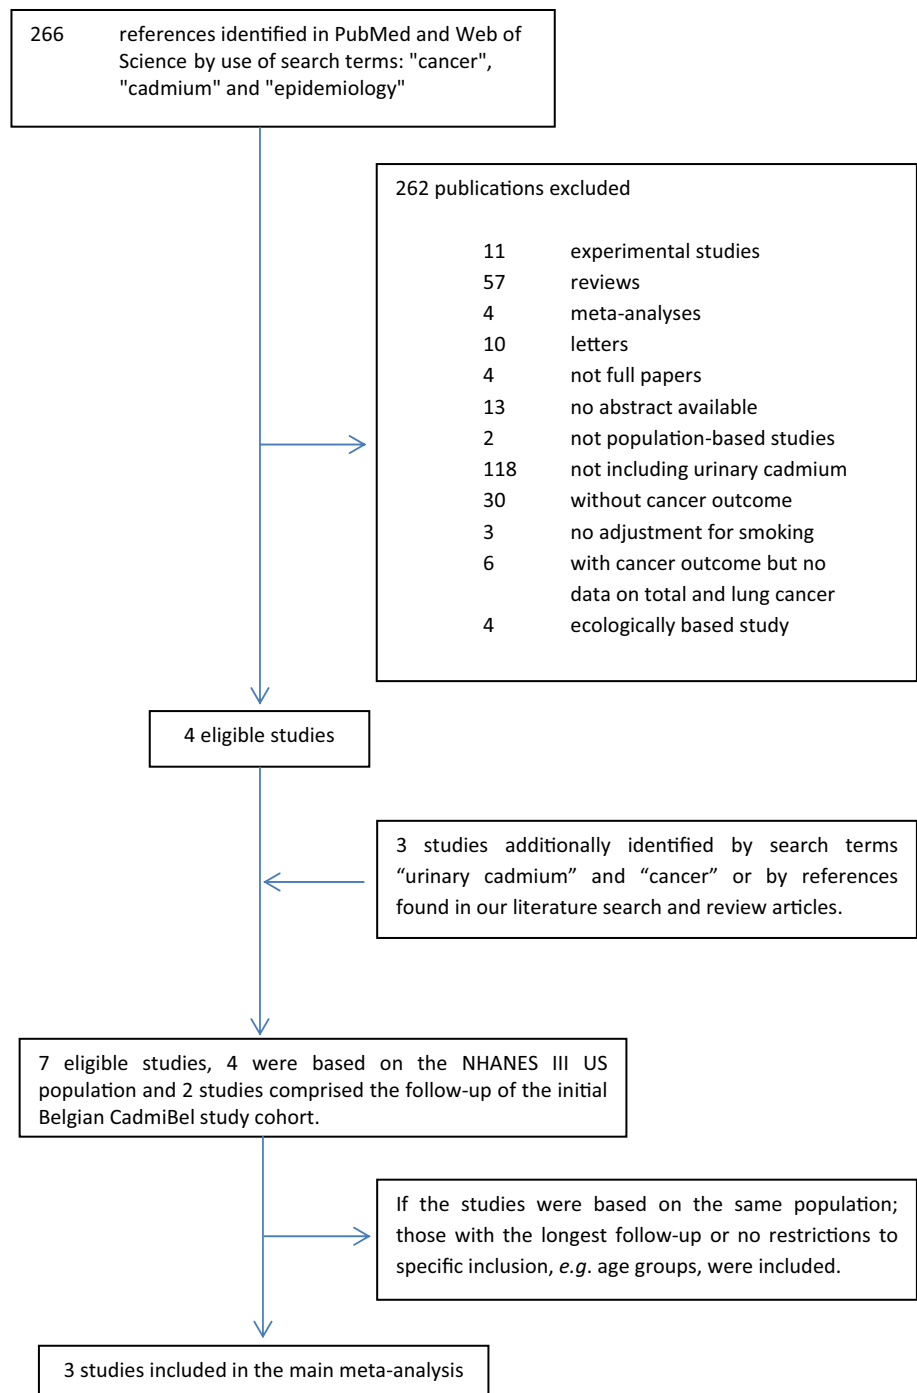 266 references identified in PubMed and Web of
Science by use of search terms: "cancer",
"cadmium" and "epidemiology"
262 publications excluded
11 experimental studies
57 reviews
4 meta-analyses
10 letters
4 not full papers
13 no abstract available
2 not population-based studies
118 not including urinary cadmium
30 without cancer outcome
3 no adjustment for smoking
6 with cancer outcome but no
data on total and lung cancer
4 ecologically based study
4 eligible studies
3 studies additionally identified by search terms
“urinary cadmium” and “cancer” or by references
found in our literature search and review articles.
7 eligible studies, 4 were based on the NHANES III US
population and 2 studies comprised the follow-up of the initial
Belgian CadmiBel study cohort.
If the studies were based on the same population;
those with the longest follow-up or no restrictions to
specific inclusion, e.g. age groups, were included.
3 studies included in the main meta-analysis